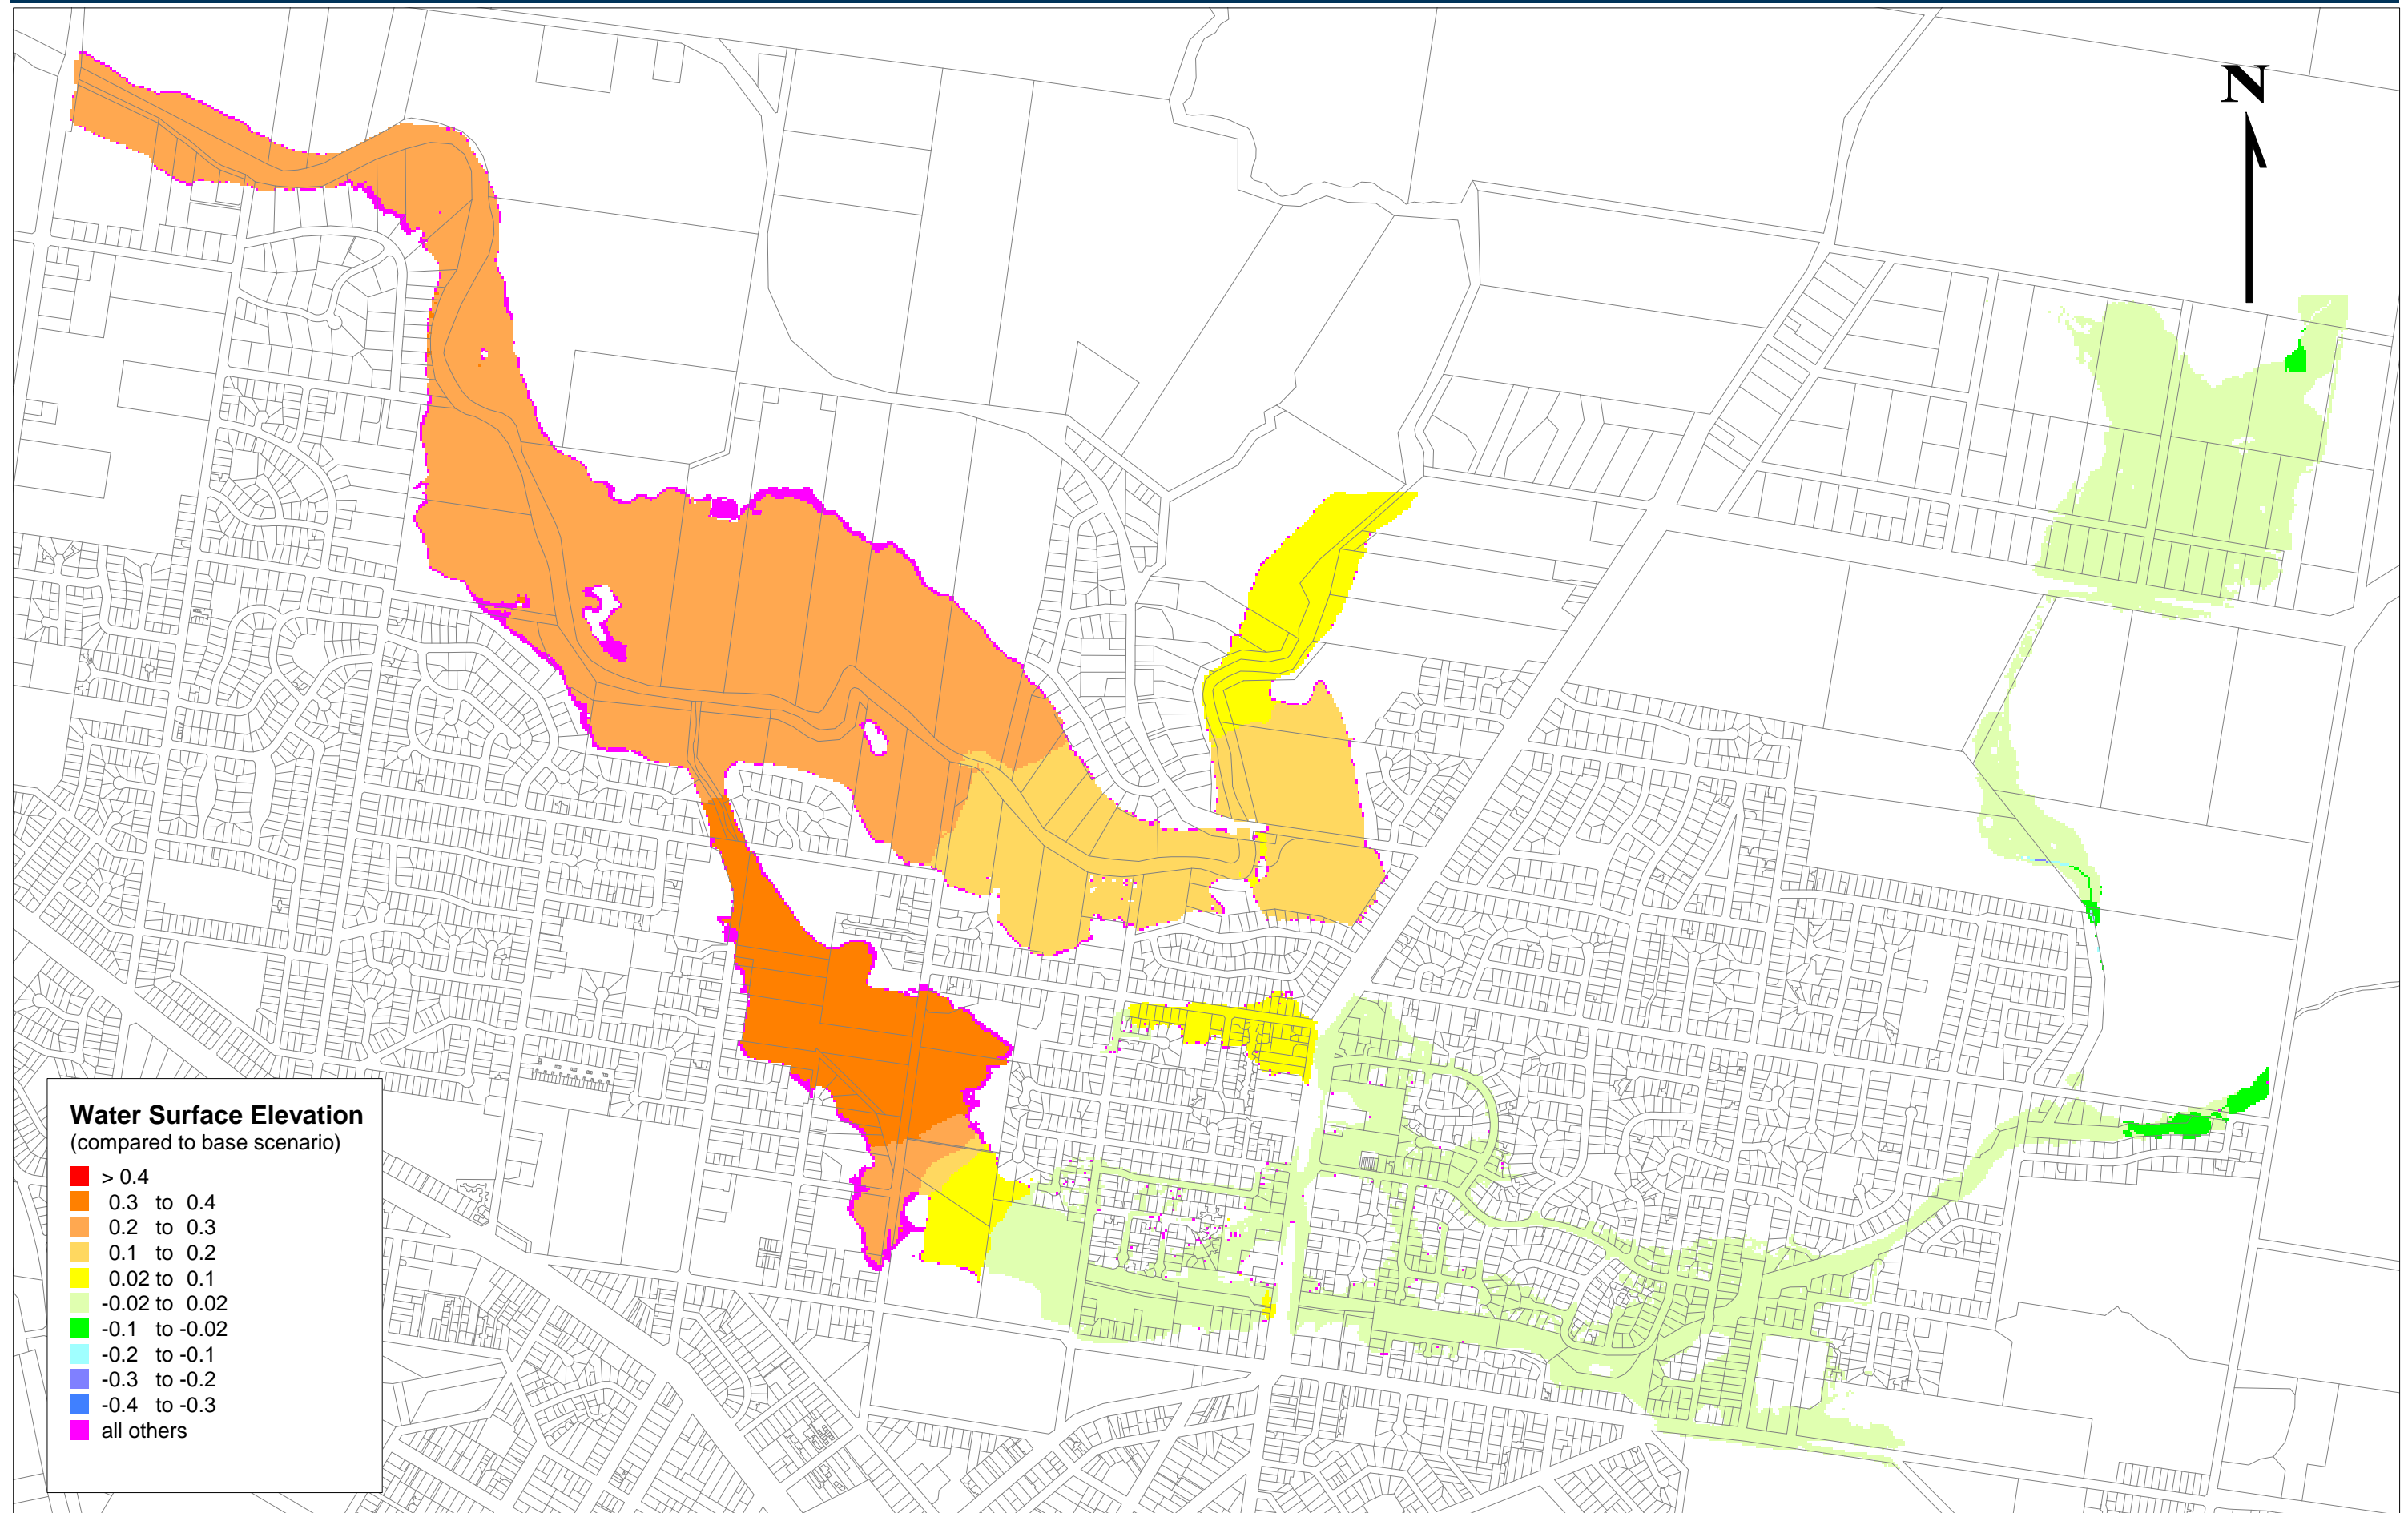 N
Water Surface Elevation
(compared to base scenario)
> 0.4
0.3 to 0.4
0.2 to 0.3
0.1 to 0.2
0.02 to 0.1
-0.02 to 0.02
-0.1 to -0.02
-0.2 to -0.1
-0.3 to -0.2
-0.4 to -0.3
all others